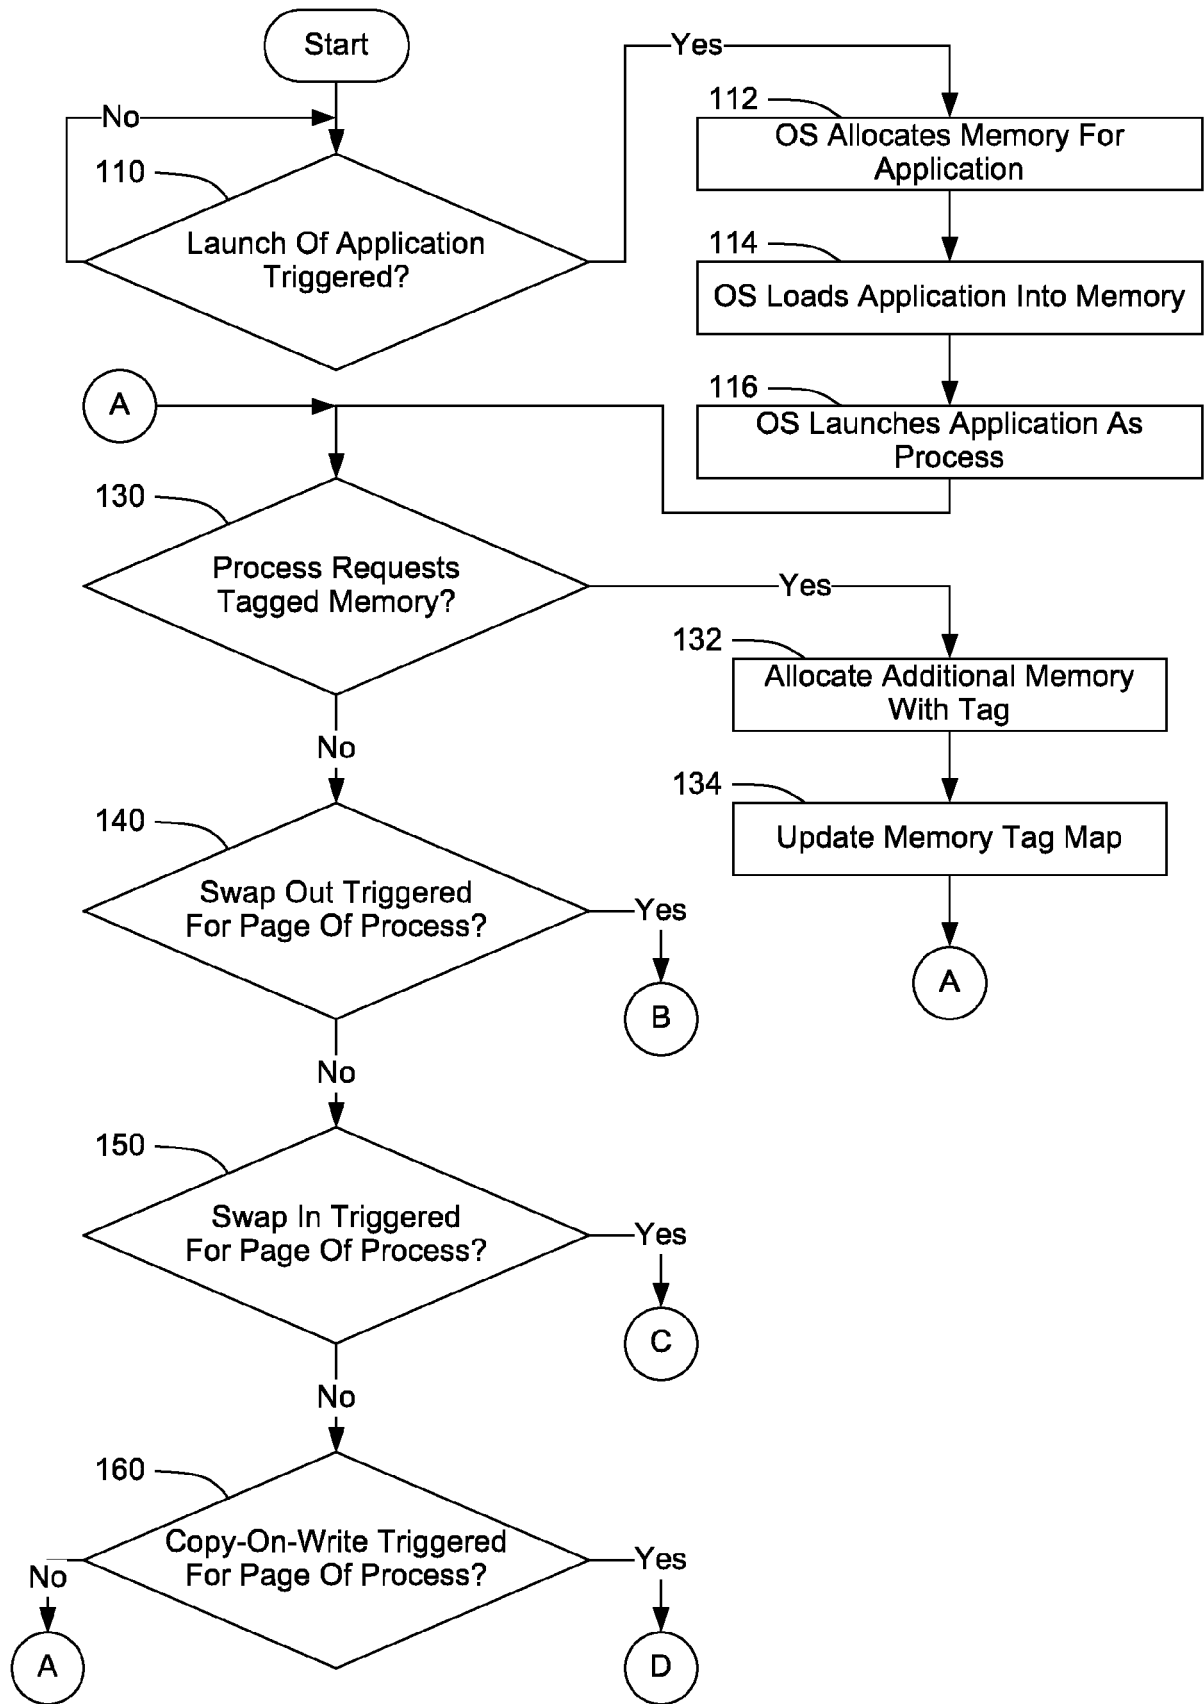 Start
Yes
No
112
OS Allocates Memory For
Application
110
Launch Of Application
Triggered?
114
OS Loads Application Into Memory
A
116
OS Launches Application As
Process
130
Process Requests
Tagged Memory?
Yes
132
Allocate Additional Memory
With Tag
No
134
Update Memory Tag Map
140
Swap Out Triggered
For Page Of Process?
Yes
A
B
No
150
Swap In Triggered
For Page Of Process?
Yes
C
No
160
Copy-On-Write Triggered
For Page Of Process?
Yes
No
A
D